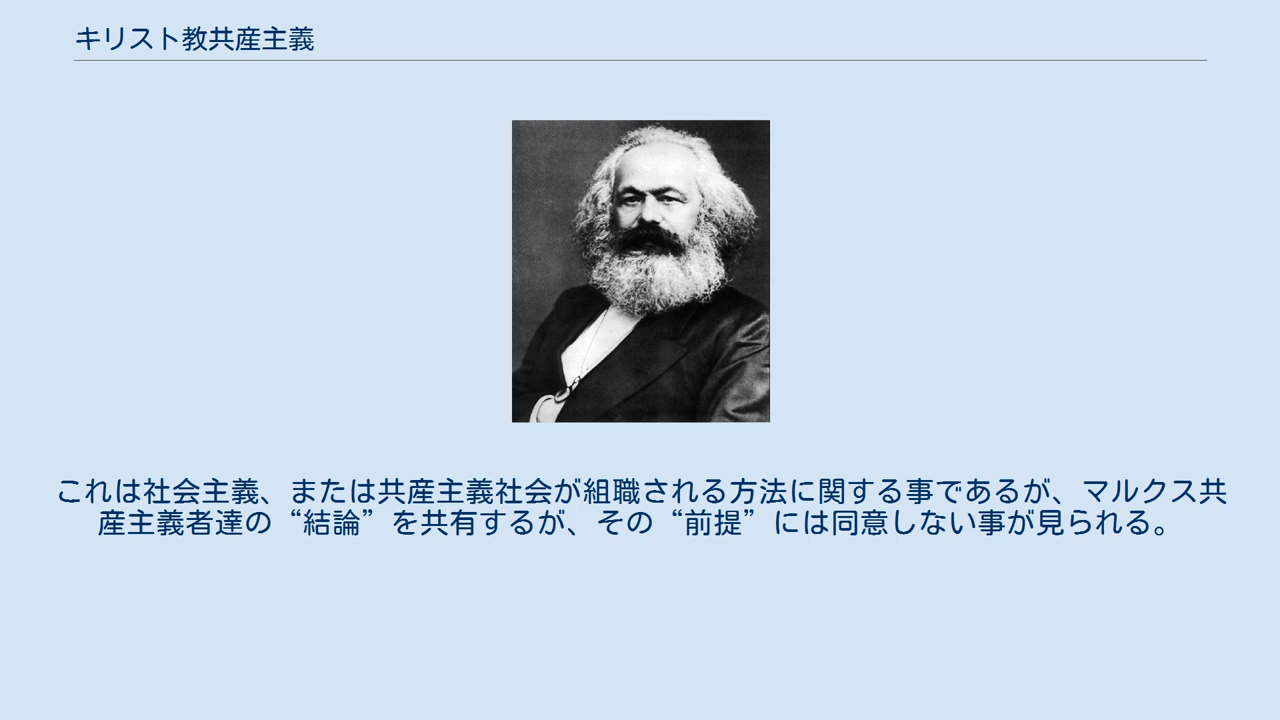 キリスト教共産主義
これは社会主義、または共産主義社会が組職される方法に関する事であるが、マルクス共
産主義者達の“結論”を共有するが、その“前提”には同意しない事が見られる。